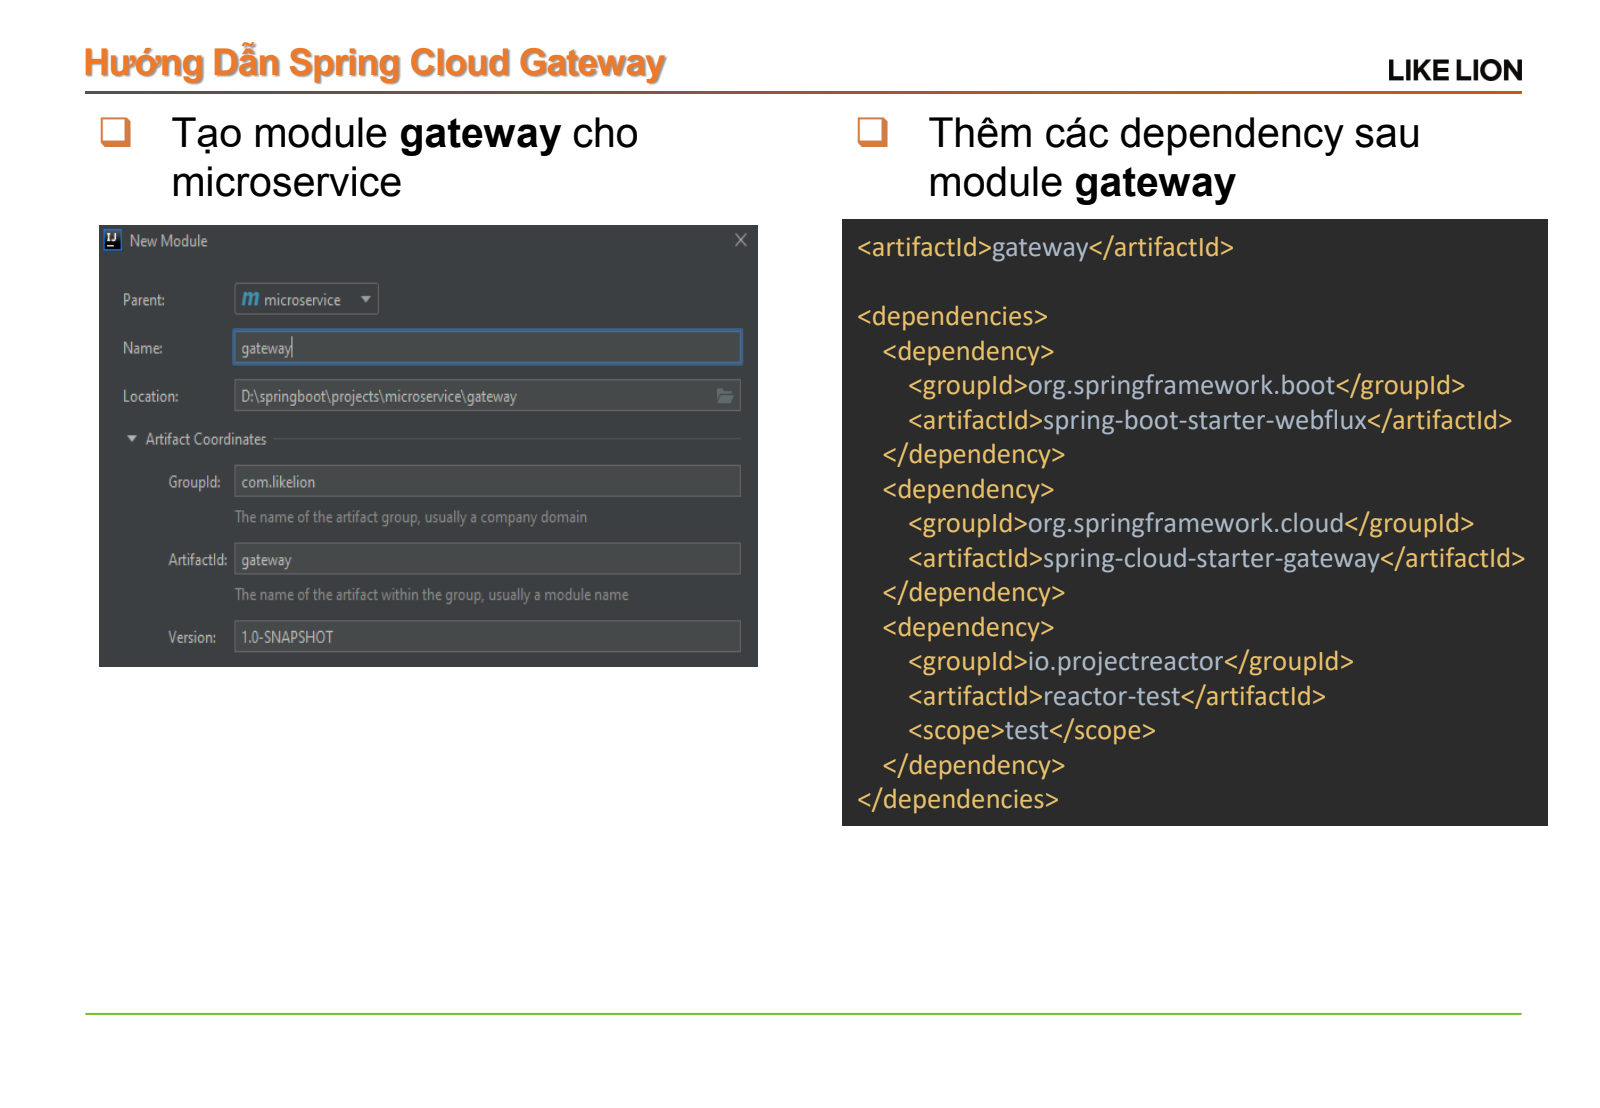 Hướng Dẫn Spring Cloud Gateway
LIKE LION
Tạo module gateway cho
microservice
New Module
Parent:
microservice
Name:
gateway
Location:
D:\springboot\projects\microservice\gateway
Artifact Coordinates
GroupId:
com.likelion
The name of the artifact group, usually a company domain
ArtifactId:
gateway
The name of the artifact within the group, usually a module name
Version:
1.0-SNAPSHOT
Thêm các dependency sau
module gateway
<artifactId>gateway</artifactId>
<dependencies>
<dependency>
<groupId>org.springframework.boot</groupId>
<artifactId>spring-boot-starter-webflux</artifactId>
</dependency>
<dependency>
<groupId>org.springframework.cloud</groupId>
<artifactId>spring-cloud-starter-gateway</artifactId>
</dependency>
<dependency>
<groupId>io.projectreactor</groupId>
<artifactId>reactor-test</artifactId>
<scope>test</scope>
</dependency>
</dependencies>